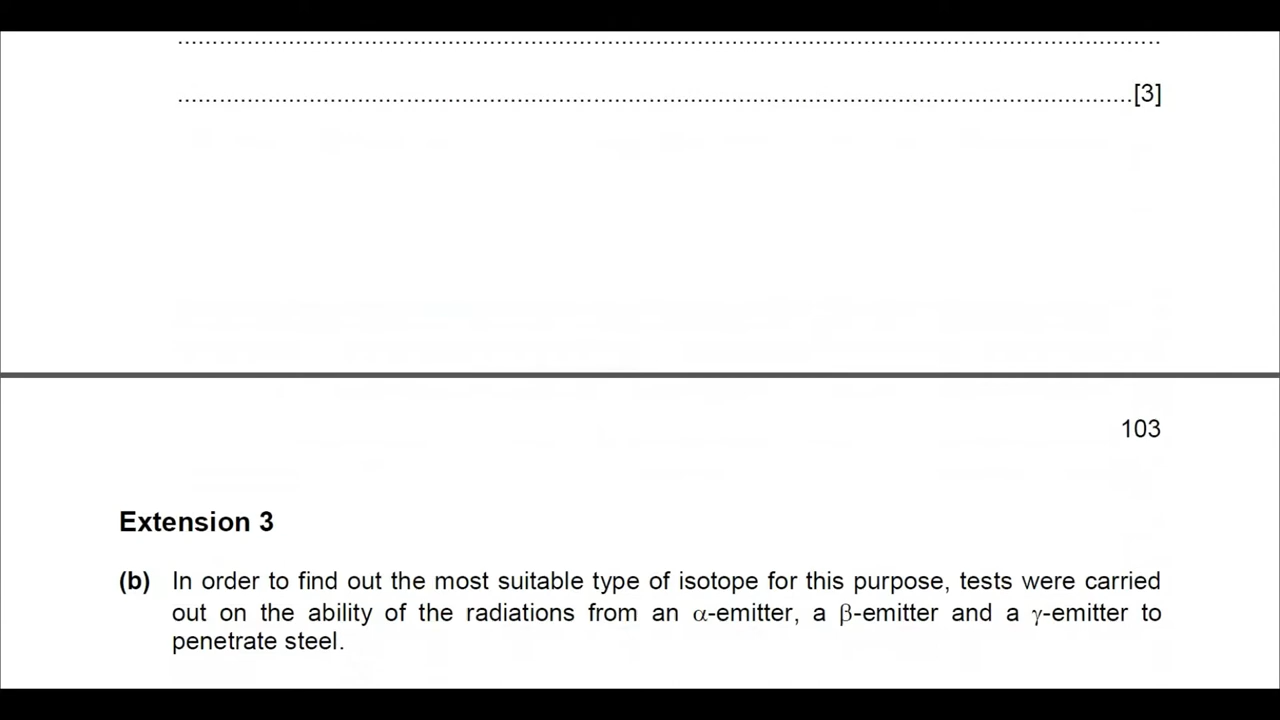 ................................................................................................................................................
...........................................................................................................................................[3]
103
Extension 3
(b) In order to find out the most suitable type of isotope for this purpose, tests were carried
out on the ability of the radiations from an α-emitter, a β-emitter and a γ-emitter to
penetrate steel.